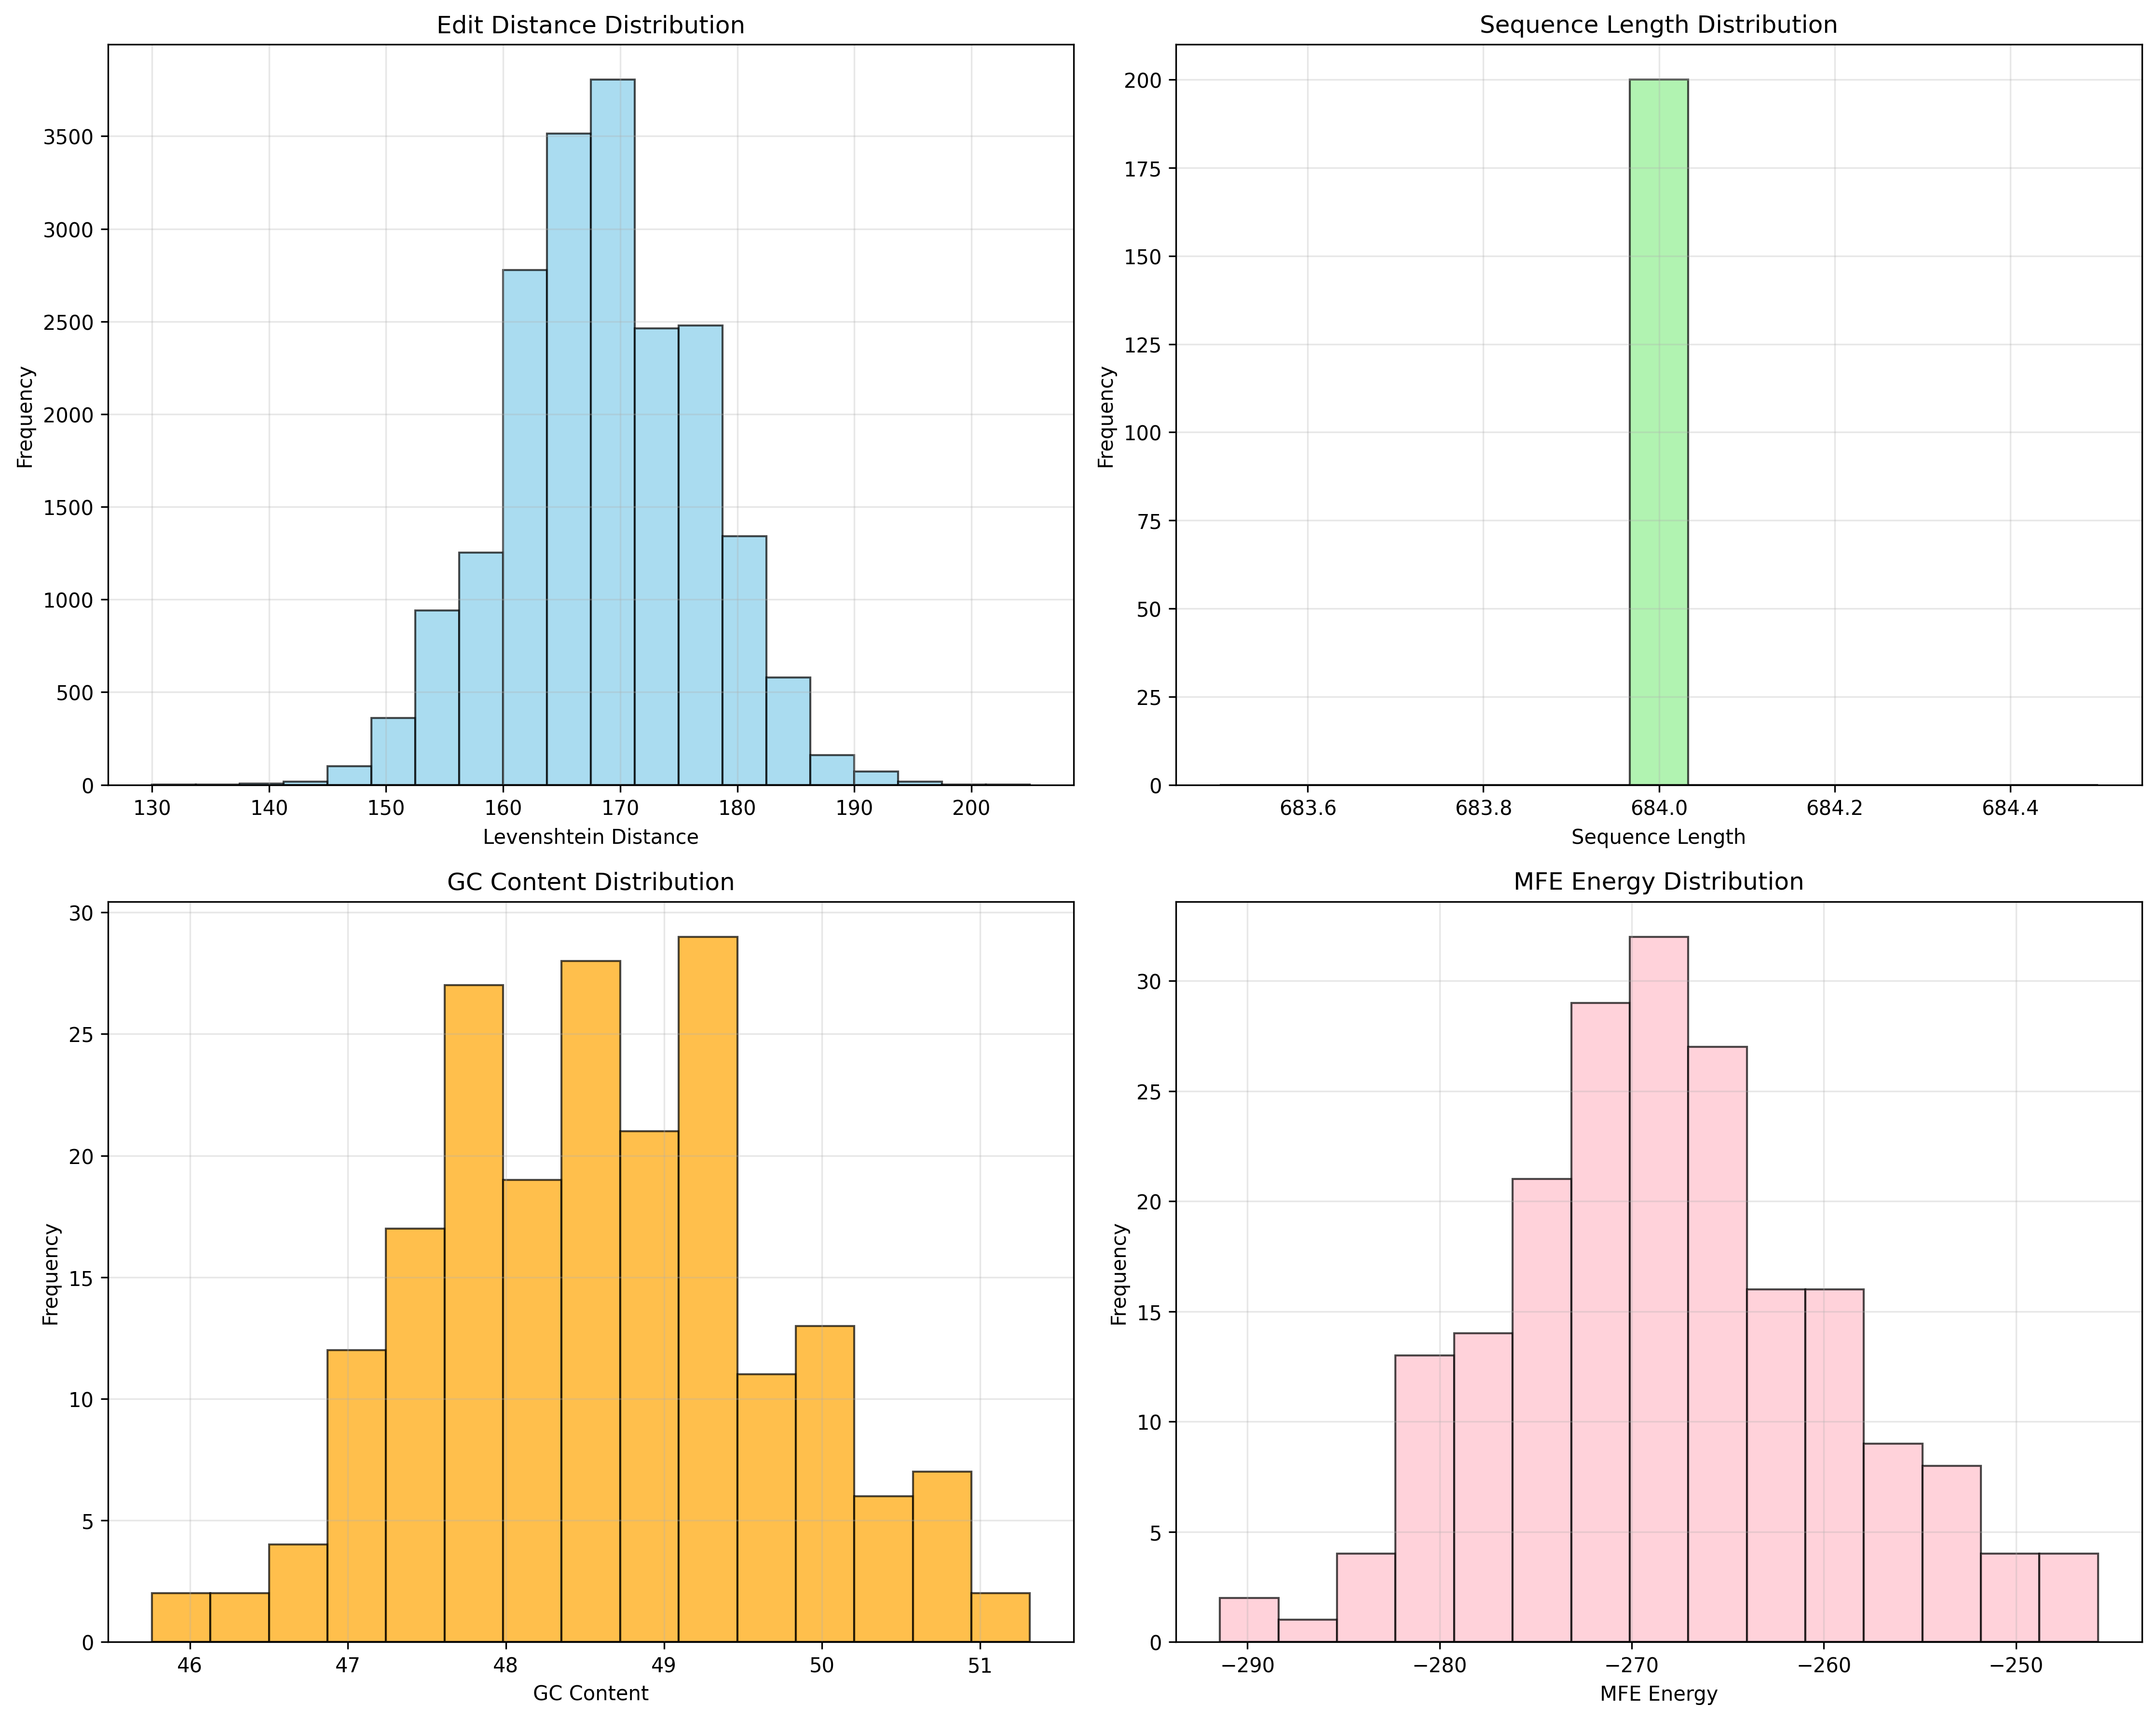 Edit Distance Distribution
Frequency
3500
3000
2500
2000
1500
1000
500
0
130 140 150 160 170 180 190 200
Levenshtein Distance
Sequence Length Distribution
Frequency
200
175
150
125
100
75
50
25
0
683.6 683.8 684.0 684.2 684.4
Sequence Length
GC Content Distribution
Frequency
30
25
20
15
10
5
0
46 47 48 49 50 51
GC Content
MFE Energy Distribution
Frequency
30
25
20
15
10
5
0
−290 −280 −270 −260 −250
MFE Energy